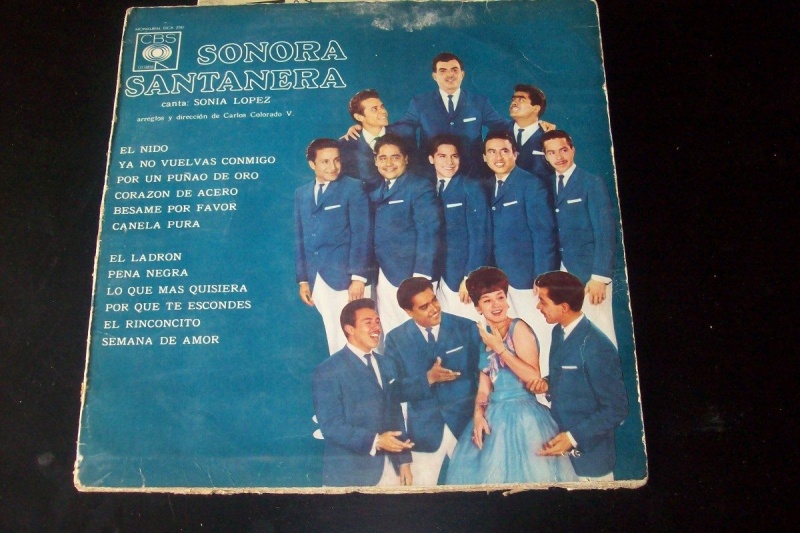 CBS
SONORA
SANTANERA
canta: SONIA LOPEZ
arreglos y dirección de Carlos Colorado V.
EL NIDO
YA NO VUELVAS CONMIGO
POR UN PUÑAO DE ORO
CORAZON DE ACERO
BESAME POR FAVOR
CANELA PURA
EL LADRON
PENA NEGRA
LO QUE MAS QUISIERA
POR QUE TE ESCONDES
EL RINCONCITO
SEMANA DE AMOR